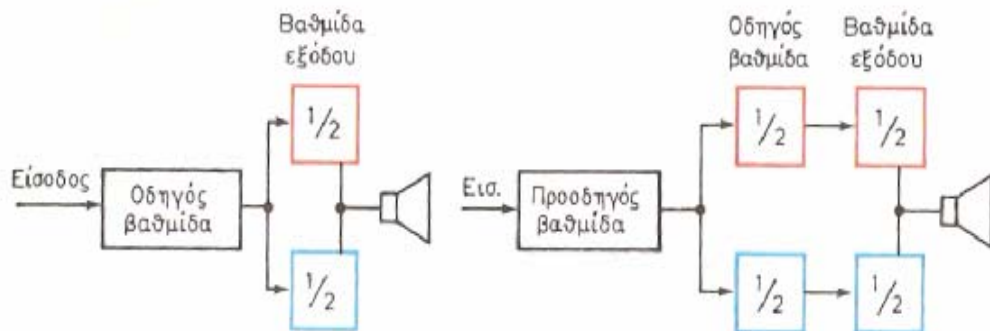 Βαθμίδα
εξόδου
1/2
Είσοδος
Οδηγός
βαθμίδα
1/2
Οδηγός
βαθμίδα
Βαθμίδα
εξόδου
1/2
1/2
Εισ.
Προοδηγός
βαθμίδα
1/2
1/2